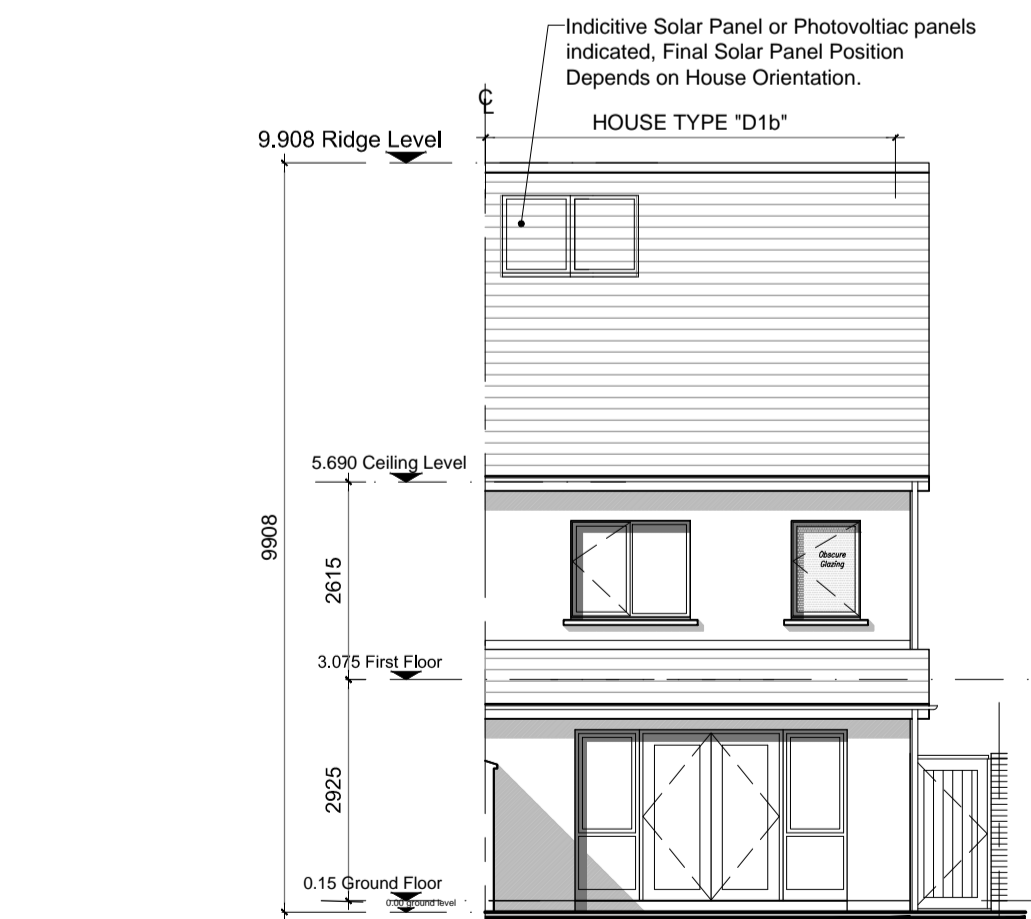 Indicitive Solar Panel or Photovoltiac panels
indicated, Final Solar Panel Position
Depends on House Orientation.
℄
HOUSE TYPE "D1b"
9.908 Ridge Level
5.690 Ceiling Level
9908
2615
Obscure
Glazing
3.075 First Floor
2925
0.15 Ground Floor
0.00 ground level